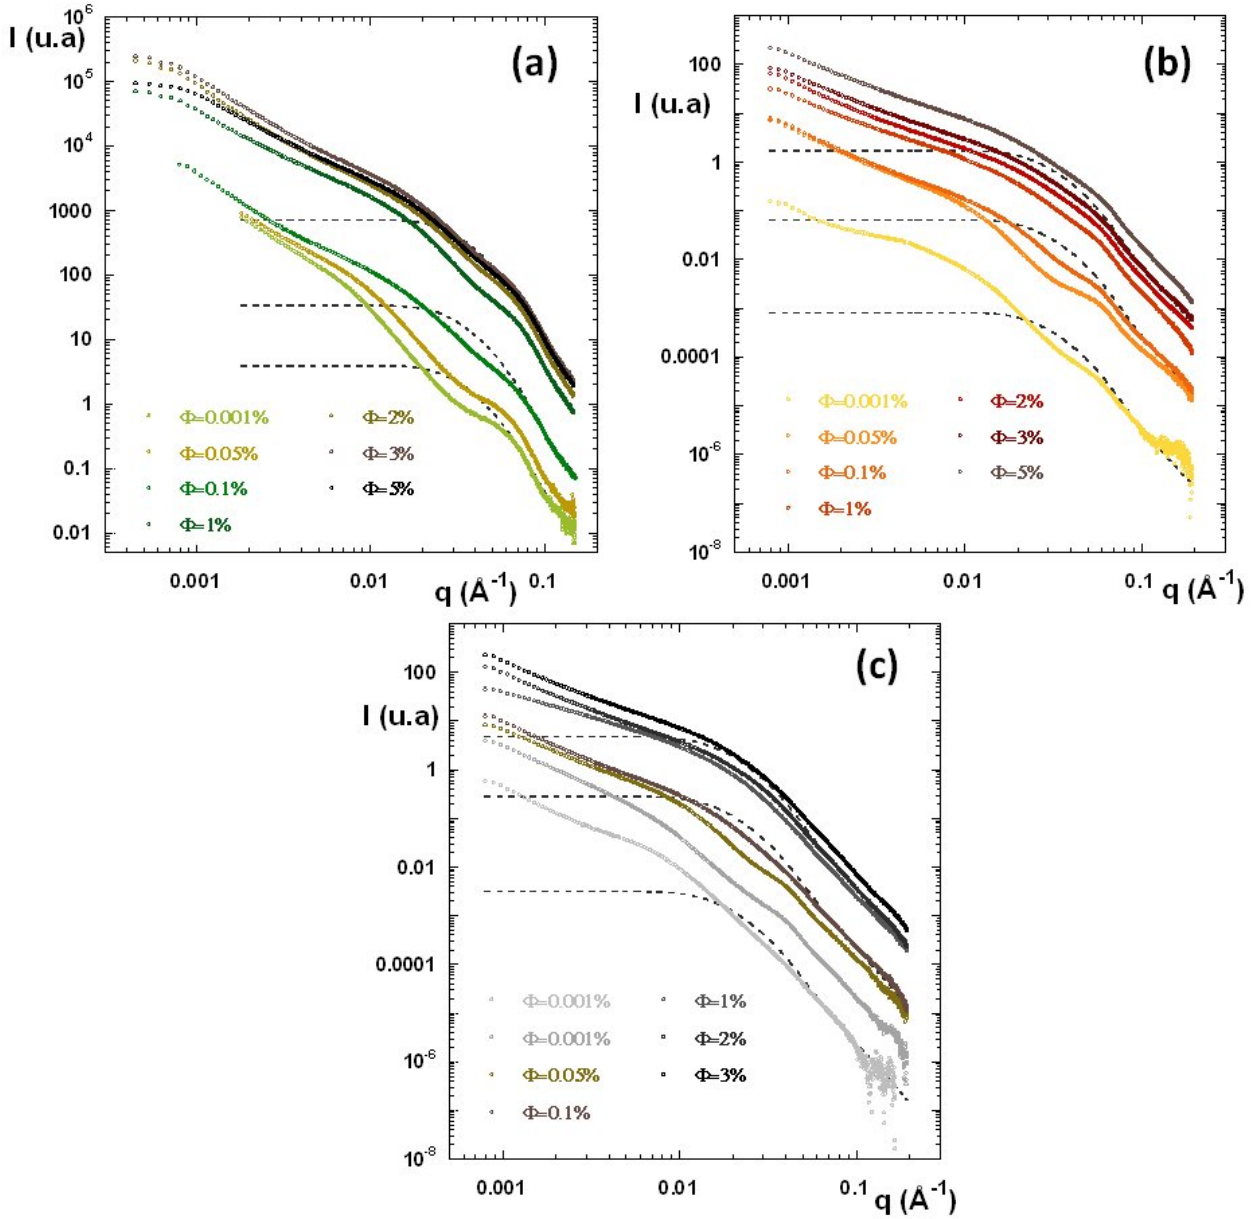 (a)
I (u.a)
10^6
10^5
10^4
1000
100
10
1
0.1
0.01
Φ=0.001%
Φ=0.05%
Φ=0.1%
Φ=1%
Φ=2%
Φ=3%
Φ=5%
0.001
0.01
0.1
q (Å^-1)
(b)
I (u.a)
100
1
0.01
0.0001
10^-6
10^-8
Φ=0.001%
Φ=0.05%
Φ=0.1%
Φ=1%
Φ=2%
Φ=3%
Φ=5%
0.001
0.01
0.1
q (Å^-1)
(c)
I (u.a)
100
1
0.01
0.0001
10^-6
10^-8
Φ=0.001%
Φ=0.001%
Φ=0.05%
Φ=0.1%
Φ=1%
Φ=2%
Φ=3%
0.001
0.01
0.1
q (Å^-1)